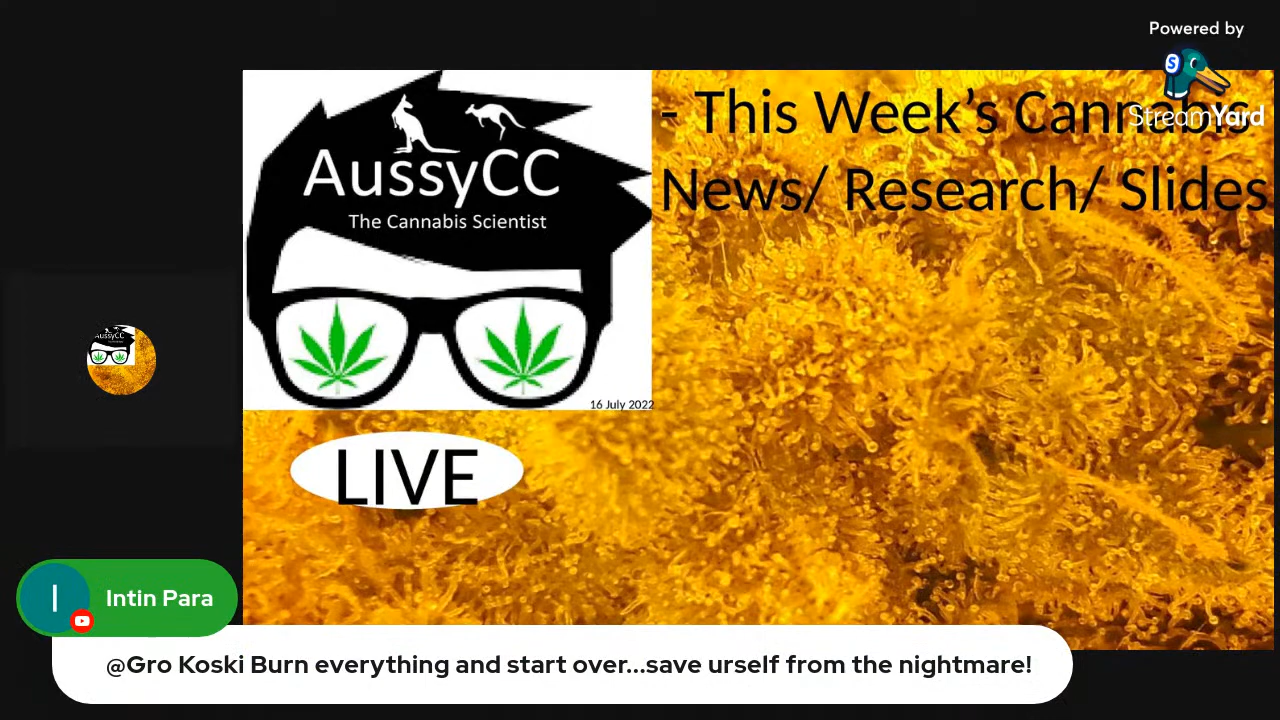 Powered by
StreamYard
- This Week's Cannabis
News/ Research/ Slides
AussyCC
The Cannabis Scientist
16 July 2022
LIVE
AussyCC
I
Intin Para
@Gro Koski Burn everything and start over...save urself from the nightmare!